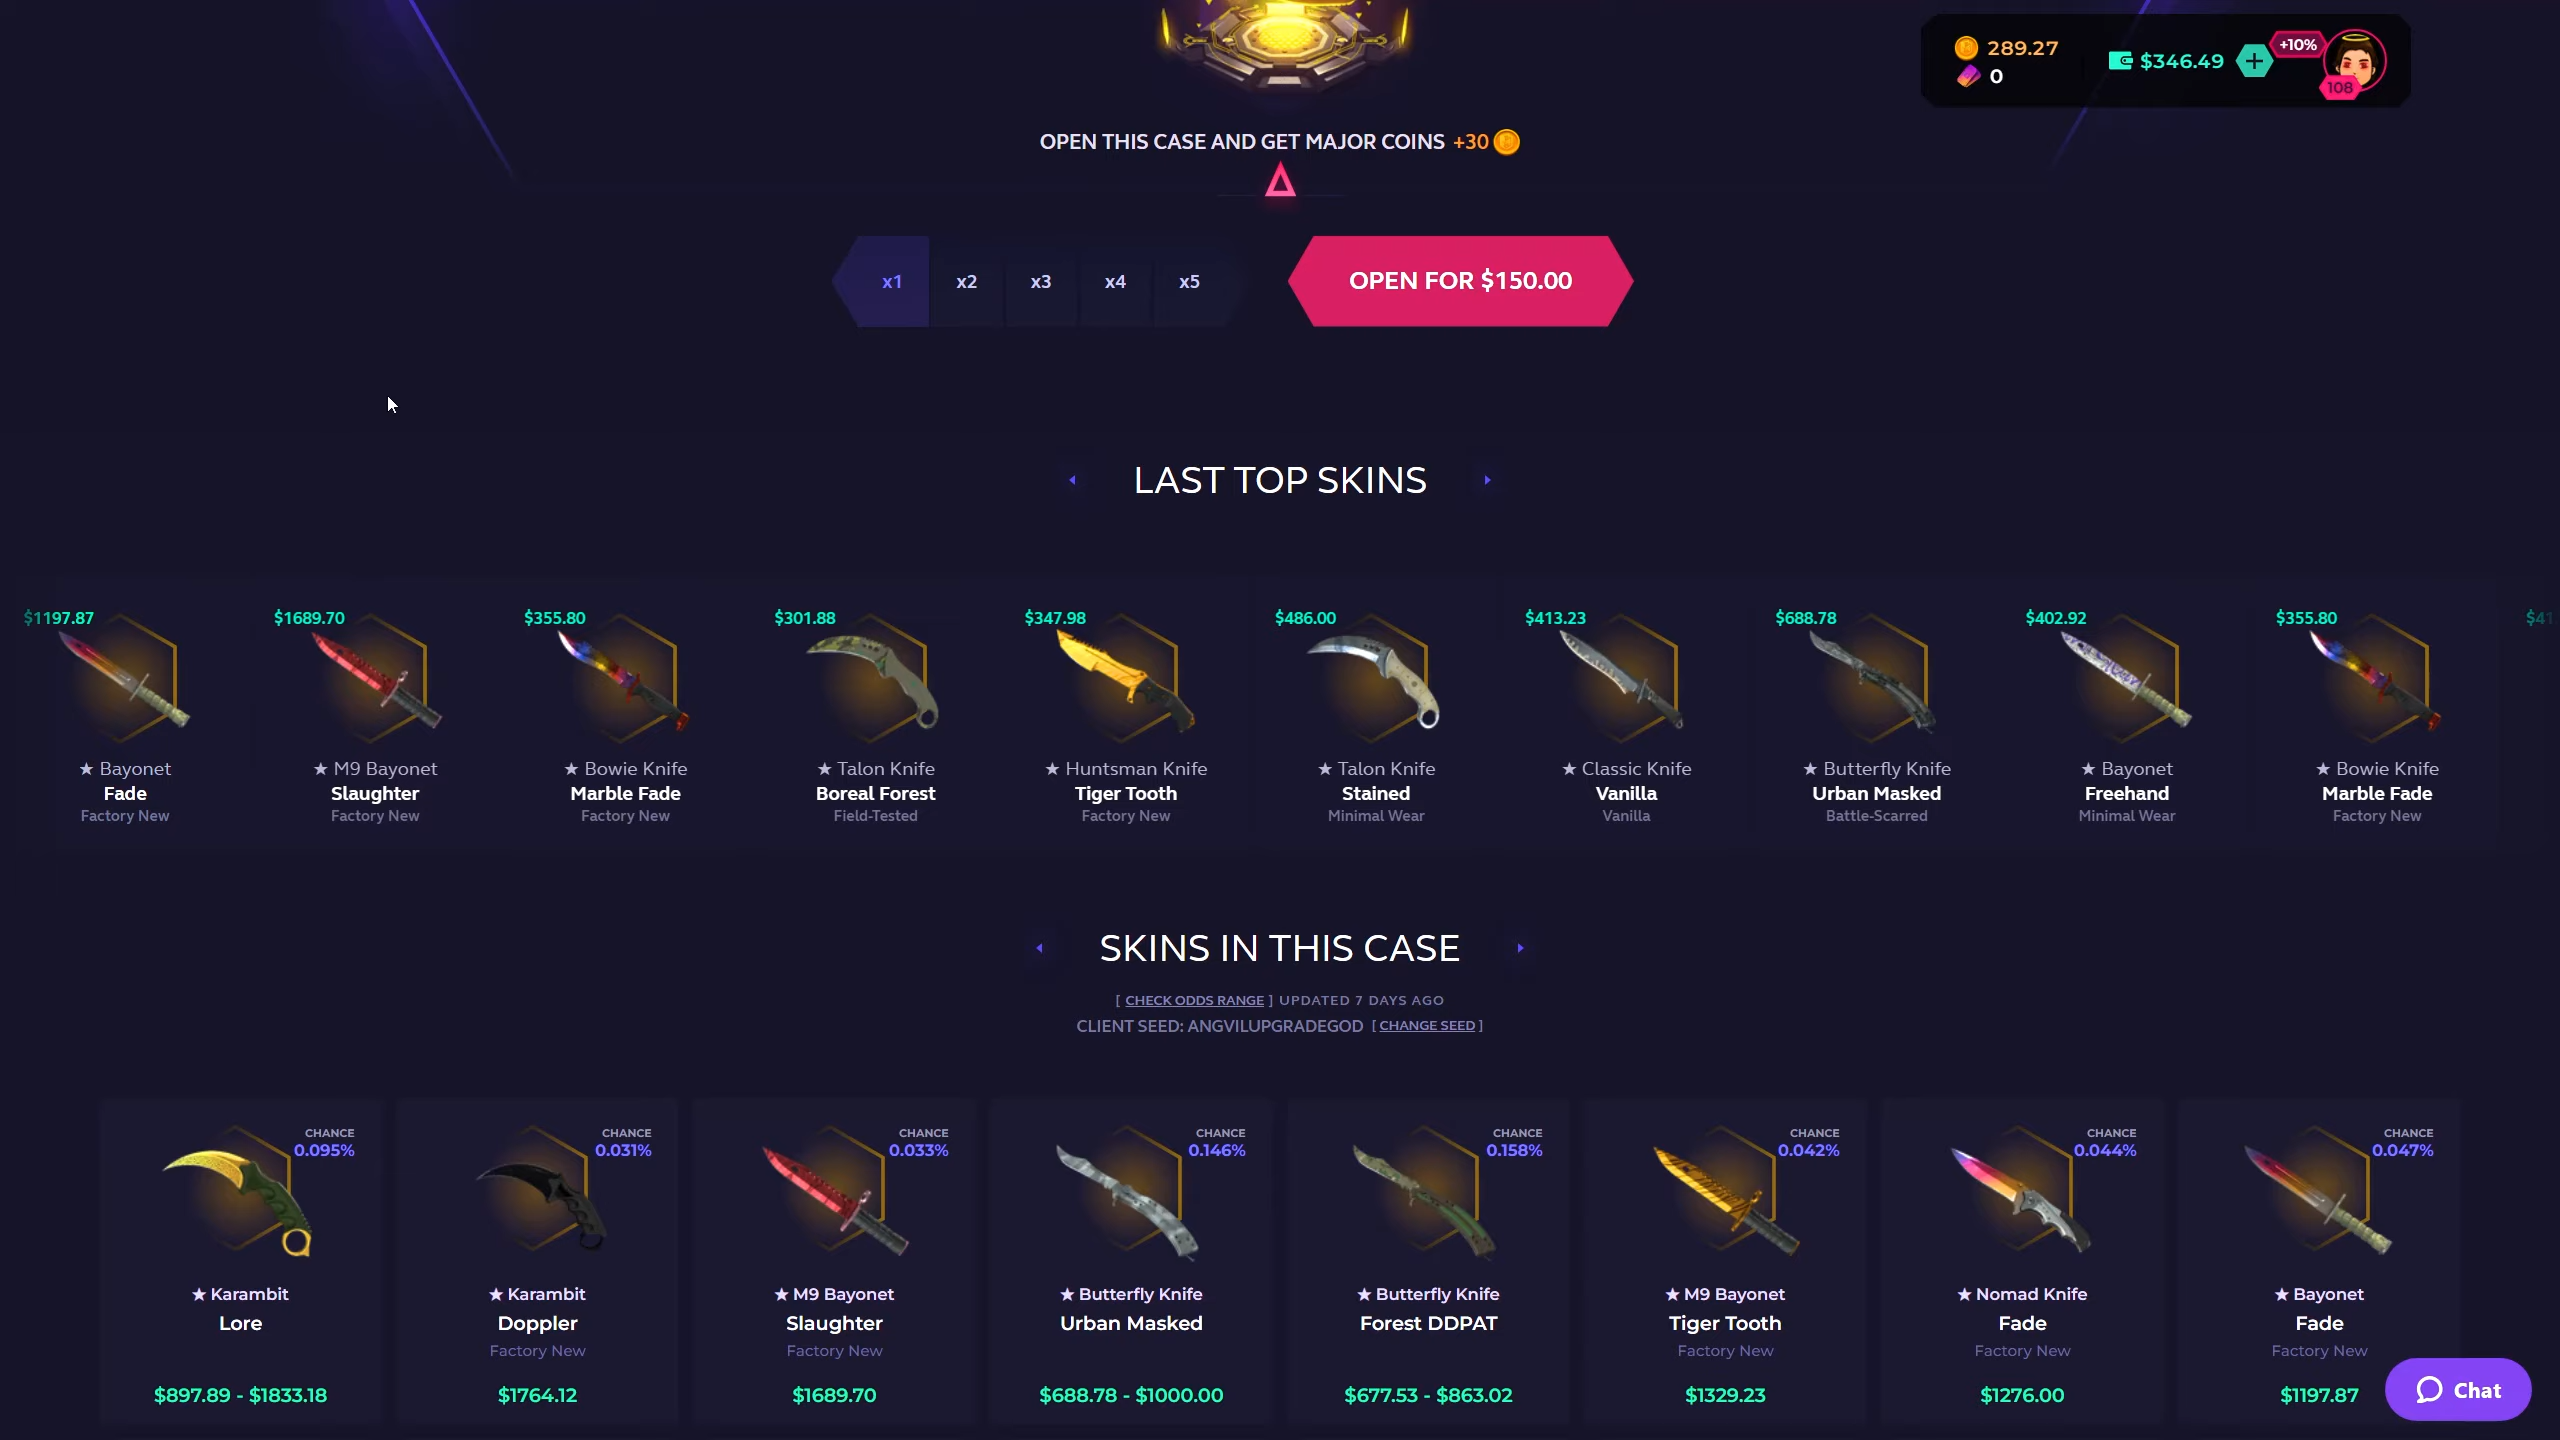 289.27
0
$346.49
+10%
108
OPEN THIS CASE AND GET MAJOR COINS +30
x1 x2 x3 x4 x5
OPEN FOR $150.00
LAST TOP SKINS
$1197.87
★ Bayonet
Fade
Factory New
$1689.70
★ M9 Bayonet
Slaughter
Factory New
$355.80
★ Bowie Knife
Marble Fade
Factory New
$301.88
★ Talon Knife
Boreal Forest
Field-Tested
$347.98
★ Huntsman Knife
Tiger Tooth
Factory New
$486.00
★ Talon Knife
Stained
Minimal Wear
$413.23
★ Classic Knife
Vanilla
Vanilla
$688.78
★ Butterfly Knife
Urban Masked
Battle-Scarred
$402.92
★ Bayonet
Freehand
Minimal Wear
$355.80
★ Bowie Knife
Marble Fade
Factory New
$41
SKINS IN THIS CASE
[ CHECK ODDS RANGE ] UPDATED 7 DAYS AGO
CLIENT SEED: ANGVILUPGRADEGOD [ CHANGE SEED ]
CHANCE
0.095%
★ Karambit
Lore
$897.89 - $1833.18
CHANCE
0.031%
★ Karambit
Doppler
Factory New
$1764.12
CHANCE
0.033%
★ M9 Bayonet
Slaughter
Factory New
$1689.70
CHANCE
0.146%
★ Butterfly Knife
Urban Masked
$688.78 - $1000.00
CHANCE
0.158%
★ Butterfly Knife
Forest DDPAT
$677.53 - $863.02
CHANCE
0.042%
★ M9 Bayonet
Tiger Tooth
Factory New
$1329.23
CHANCE
0.044%
★ Nomad Knife
Fade
Factory New
$1276.00
CHANCE
0.047%
★ Bayonet
Fade
Factory New
$1197.87
Chat